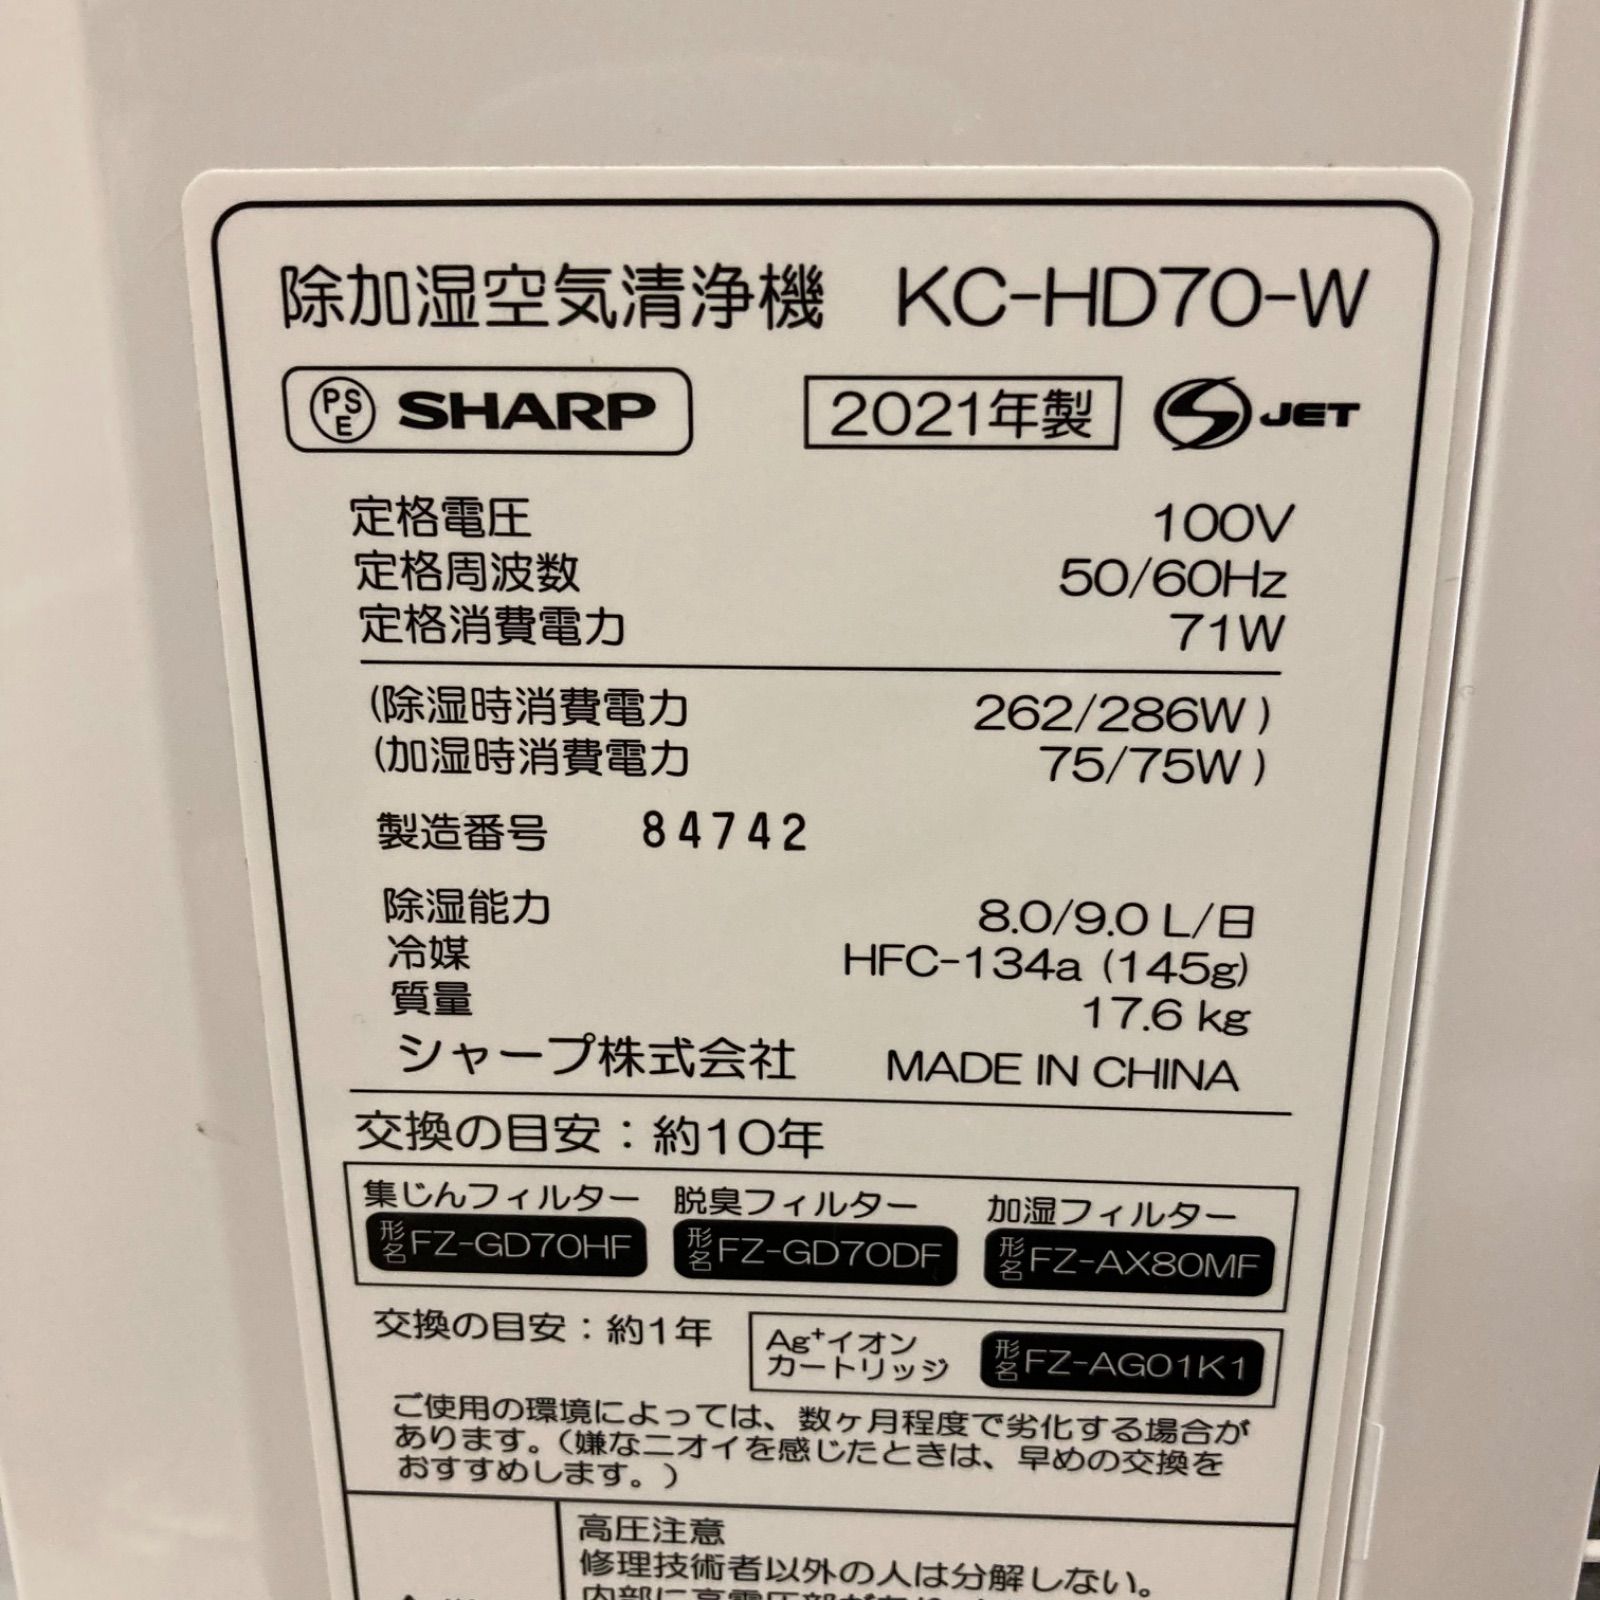 除加湿空気清浄機 KC-HD70-W
PSE SHARP 2021年製 S JET
定格電圧 100V
定格周波数 50/60Hz
定格消費電力 71W
(除湿時消費電力 262/286W)
(加湿時消費電力 75/75W)
製造番号 84742
除湿能力 8.0/9.0 L/日
冷媒 HFC-134a (145g)
質量 17.6 kg
シャープ株式会社 MADE IN CHINA
交換の目安：約10年
集じんフィルター 脱臭フィルター 加湿フィルター
形名 FZ-GD70HF 形名 FZ-GD70DF 形名 FZ-AX80MF
交換の目安：約1年
Ag⁺イオン
カートリッジ 形名 FZ-AG01K1
ご使用の環境によっては、数ヶ月程度で劣化する場合が
あります。(嫌なニオイを感じたときは、早めの交換を
おすすめします。)
高圧注意
修理技術者以外の人は分解しない。